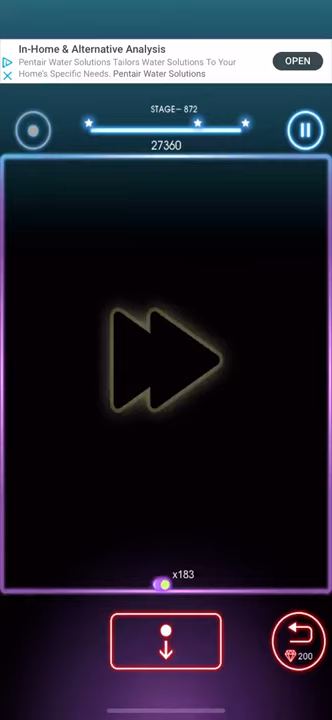 In-Home & Alternative Analysis
Pentair Water Solutions Tailors Water Solutions To Your
Home's Specific Needs. Pentair Water Solutions
OPEN
STAGE- 872
27360
x183
200